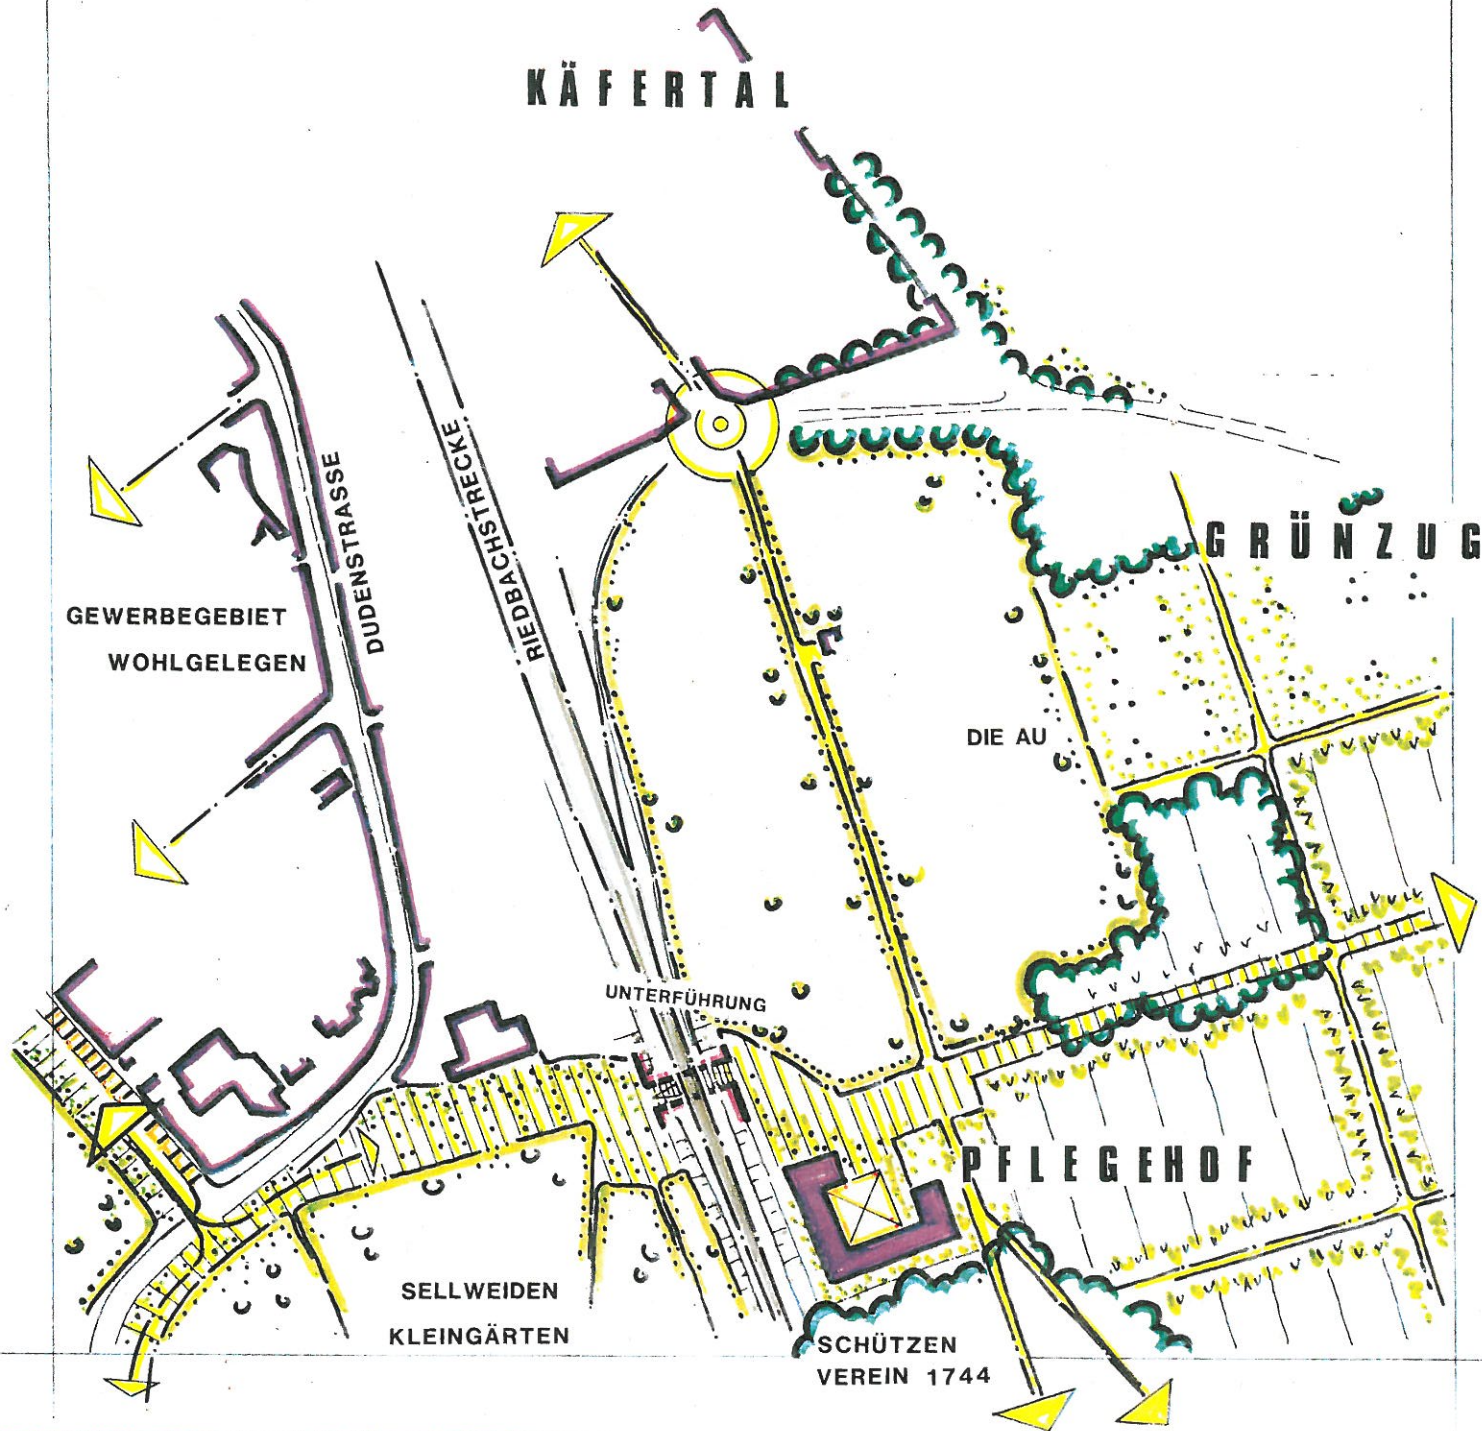 KÄFERTAL
DUDENSTRASSE
RIEDBACHSTRECKE
GRÜNZUG
GEWERBEGEBIET
WOHLGELEGEN
DIE AU
UNTERFÜHRUNG
PFLEGEHOF
SELLWEIDEN
KLEINGÄRTEN
SCHÜTZEN
VEREIN 1744